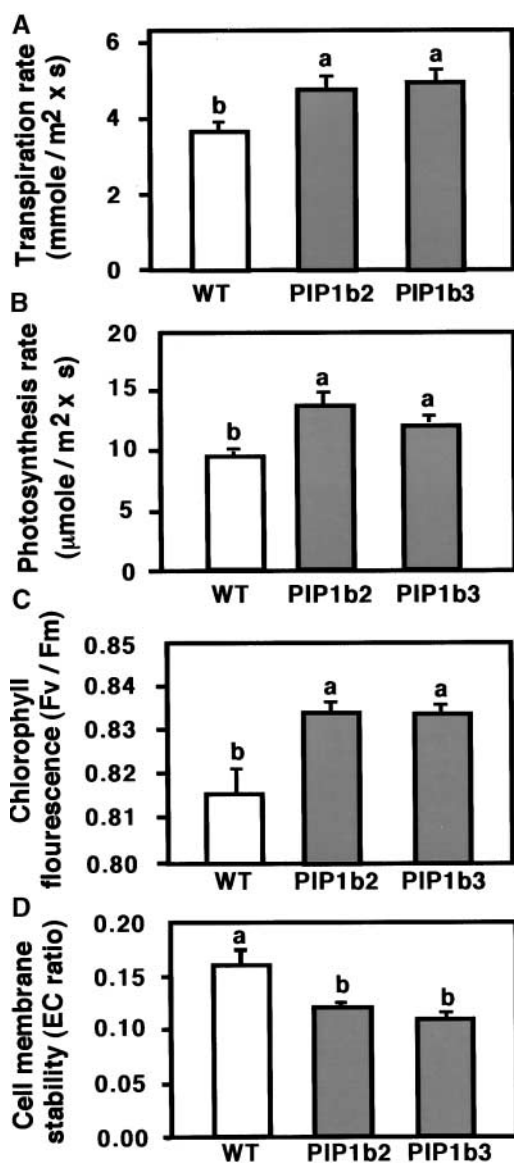 A
Transpiration rate
(mmole / m2 x s)
6
4
2
0
b
a
a
WT PIP1b2 PIP1b3
B
Photosynthesis rate
(µmole / m2 x s)
20
15
10
5
0
b
a
a
WT PIP1b2 PIP1b3
C
Chlorophyll
flourescence (Fv / Fm)
0.85
0.84
0.83
0.82
0.81
0.80
b
a
a
WT PIP1b2 PIP1b3
D
Cell membrane
stability (EC ratio)
0.20
0.15
0.10
0.05
0.00
a
b
b
WT PIP1b2 PIP1b3